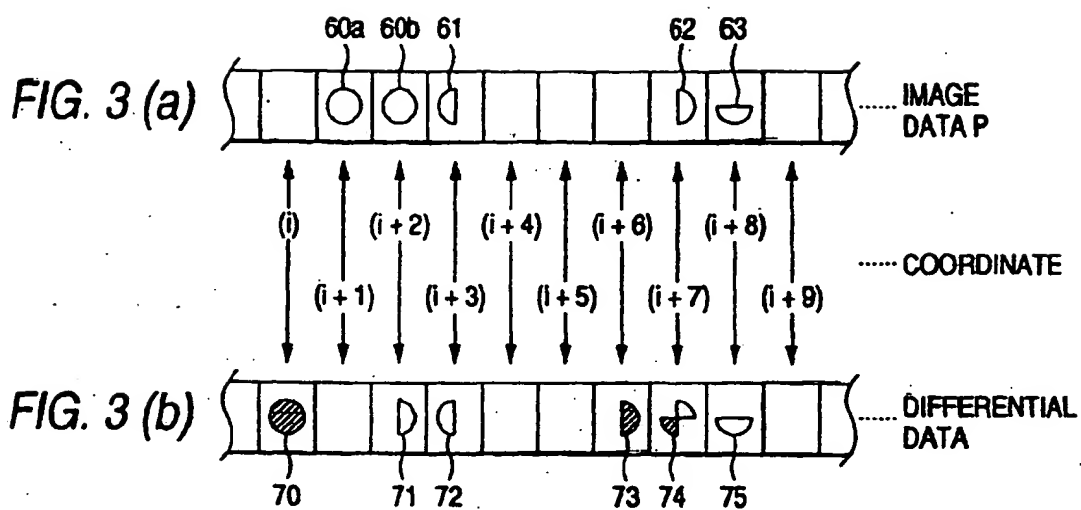 60a 60b 61 62 63
FIG. 3 (a)
IMAGE
DATA P
(i) (i + 2) (i + 4) (i + 6) (i + 8)
COORDINATE
(i + 1) (i + 3) (i + 5) (i + 7) (i + 9)
FIG. 3 (b)
DIFFERENTIAL
DATA
70 71 72 73 74 75